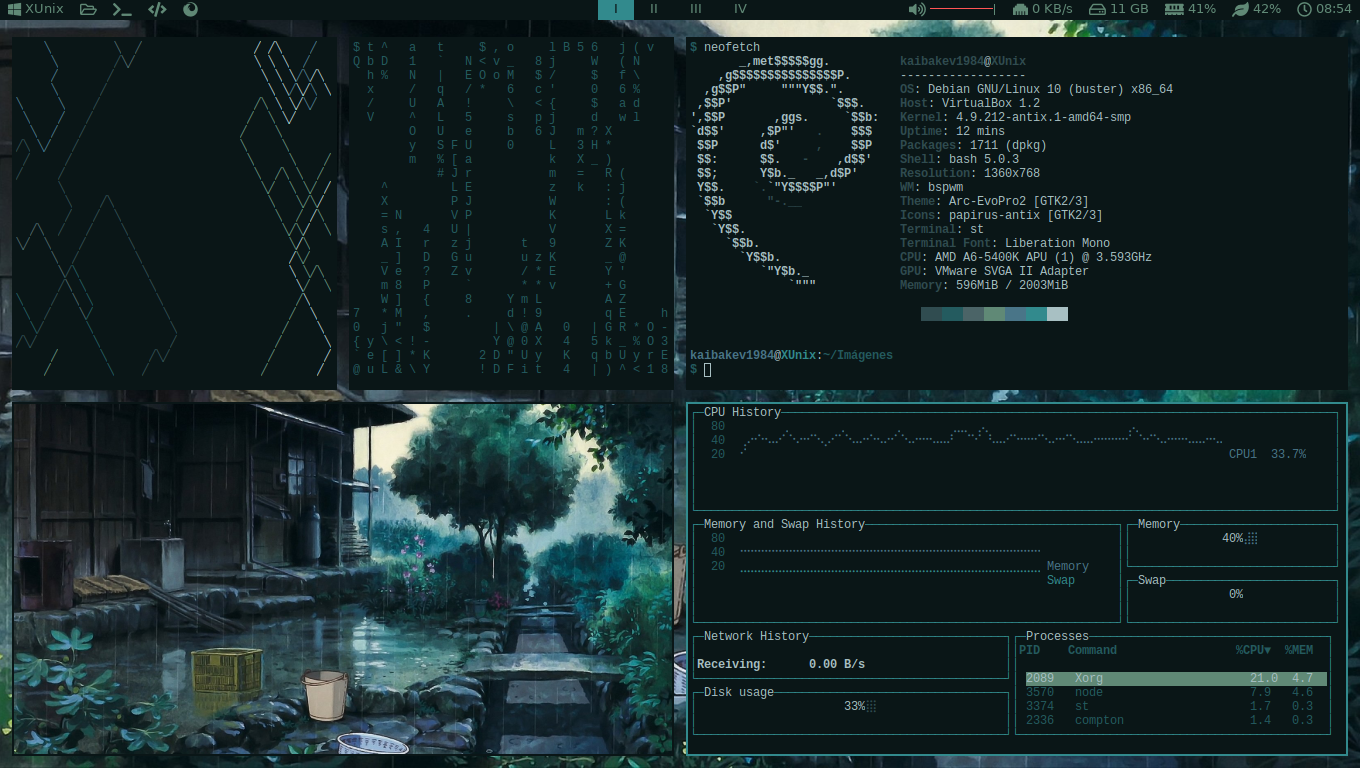 XUnix I II III IV 0 KB/s 11 GB 41% 42% 08:54
$ neofetch
kaibakev1984@XUnix
-----------------
OS: Debian GNU/Linux 10 (buster) x86_64
Host: VirtualBox 1.2
Kernel: 4.9.212-antix.1-amd64-smp
Uptime: 12 mins
Packages: 1711 (dpkg)
Shell: bash 5.0.3
Resolution: 1360x768
WM: bspwm
Theme: Arc-EvoPro2 [GTK2/3]
Icons: papirus-antix [GTK2/3]
Terminal: st
Terminal Font: Liberation Mono
CPU: AMD A6-5400K APU (1) @ 3.593GHz
GPU: VMware SVGA II Adapter
Memory: 596MiB / 2003MiB
kaibakev1984@XUnix:~/Imágenes
$
CPU History
80
40
20
CPU1 33.7%
Memory and Swap History
80
40
20
Memory
Swap
Memory
40%
Swap
0%
Network History
Receiving: 0.00 B/s
Disk usage
33%
Processes
PID Command %CPU▼ %MEM
2089 Xorg 21.0 4.7
3570 node 7.9 4.6
3374 st 1.7 0.3
2336 compton 1.4 0.3